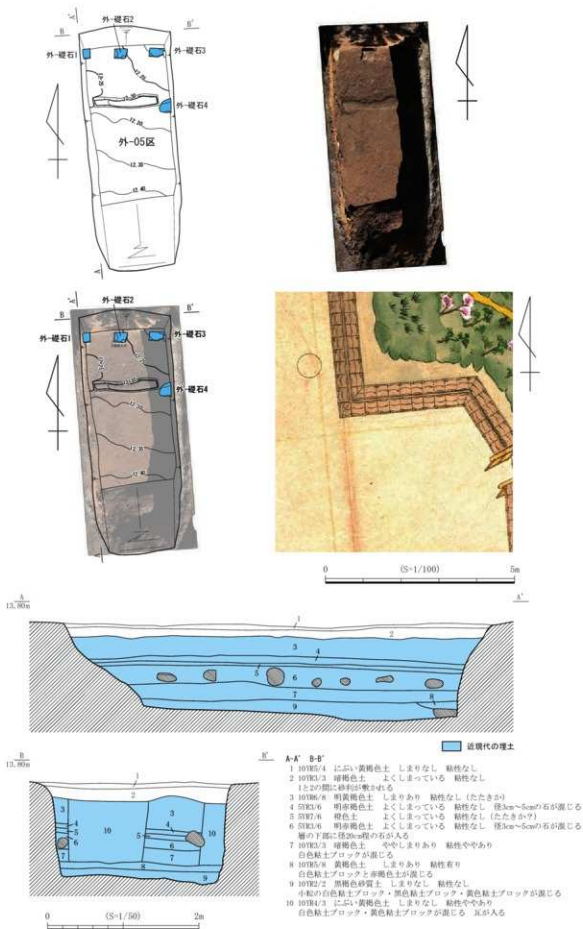 A'
B
B'
外-礎石2
外-礎石1
外-礎石3
12.25
12.25
12.30
外-礎石4
外-05区
12.30
12.35
12.40
A
A'
B
B'
外-礎石2
外-礎石1
外-礎石3
外-礎石4
12.30
12.35
12.40
A
0 (S=1/100) 5m
A
13.80m
A'
1
2
3
4
5
6
7
8
9
近現代の埋土
B
13.80m
B'
1
2
3
3
4
5
6
7
10
5
4
6
7
10
8
9
0 (S=1/50) 2m
A-A' B-B'
1 10YR5/4 にぶい黄褐色土 しまりなし 粘性なし
2 10YR3/3 暗褐色土 よくしまっている 粘性なし
1と2の間に砂利が敷かれる
3 10YR6/8 明黄褐色土 しまりあり 粘性なし(たたきか)
4 5YR3/6 明赤褐色土 よくしまっている 粘性なし 径3cm～5cmの石が混じる
5 5YR7/6 橙色土 よくしまっている 粘性なし(たたきか?)
6 5YR3/6 明赤褐色土 よくしまっている 粘性なし 径3cm～5cmの石が混じる
層の下部に径20cm程の石が入る
7 10YR3/3 暗褐色土 ややしまりあり 粘性ややあり
白色粘土ブロックが混じる
8 10YR5/8 黄褐色土 しまりあり 粘性有り
白色粘土ブロックと赤褐色土が混じる
9 10YR2/2 黒褐色砂質土 しまりなし 粘性なし
小粒の白色粘土ブロック・黒色粘土ブロック・黄色粘土ブロックが混じる
10 10YR4/3 にぶい黄褐色土 しまりなし 粘性ややあり
白色粘土ブロック・黄色粘土ブロックが混じる 瓦が入る